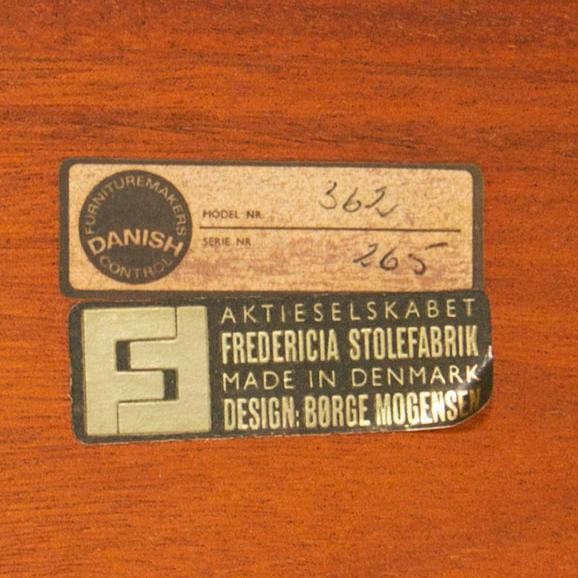 FURNITUREMAKERS
DANISH
CONTROL
MODEL NR. 362
SERIE NR. 265
AKTIESELSKABET
FREDERICIA STOLEFABRIK
MADE IN DENMARK
DESIGN: BØRGE MOGENSEN